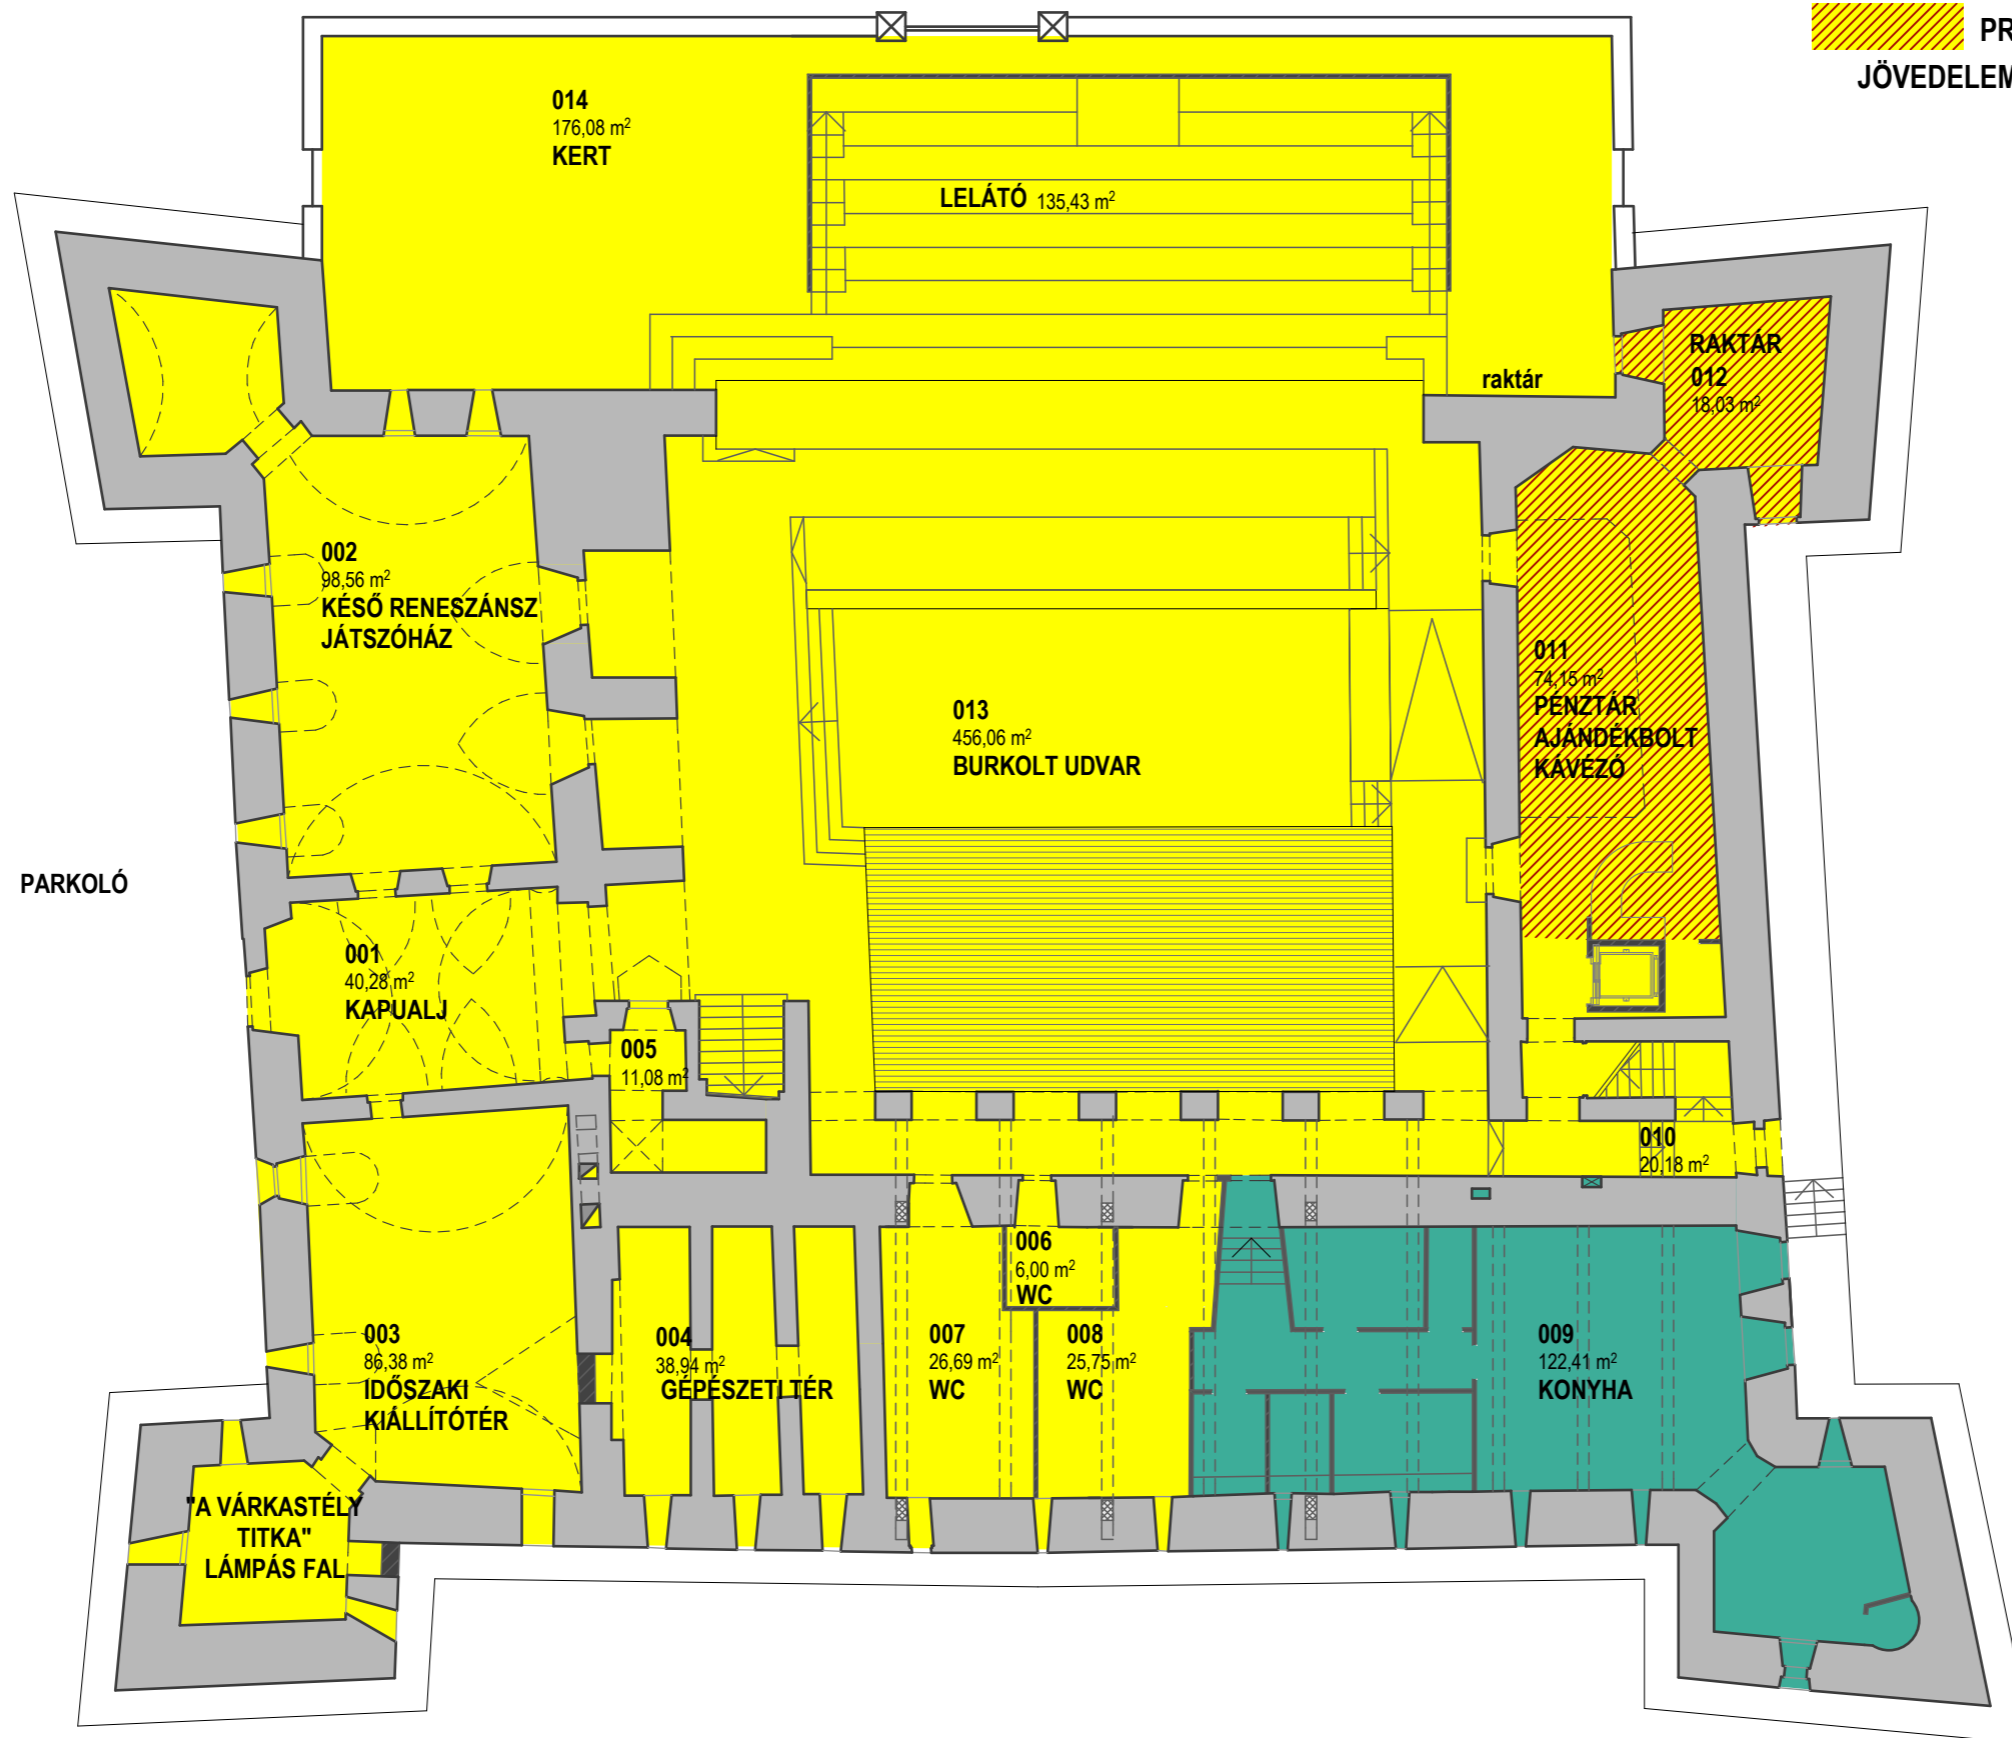 PR
JÖVEDELEM
014
176,08 m²
KERT
LELÁTÓ 135,43 m²
RAKTÁR
012
18,03 m²
raktár
002
98,56 m²
KÉSŐ RENESZÁNSZ
JÁTSZÓHÁZ
013
456,06 m²
BURKOLT UDVAR
011
74,15 m²
PÉNZTÁR
AJÁNDÉKBOLT
KÁVÉZÓ
PARKOLÓ
001
40,28 m²
KAPUALJ
005
11,08 m²
010
20,18 m²
006
6,00 m²
WC
003
86,38 m²
IDŐSZAKI
KIÁLLÍTÓTÉR
004
38,94 m²
GÉPÉSZETI TÉR
007
26,69 m²
WC
008
25,75 m²
WC
009
122,41 m²
KONYHA
"A VÁRKASTÉLY
TITKA"
LÁMPÁS FAL